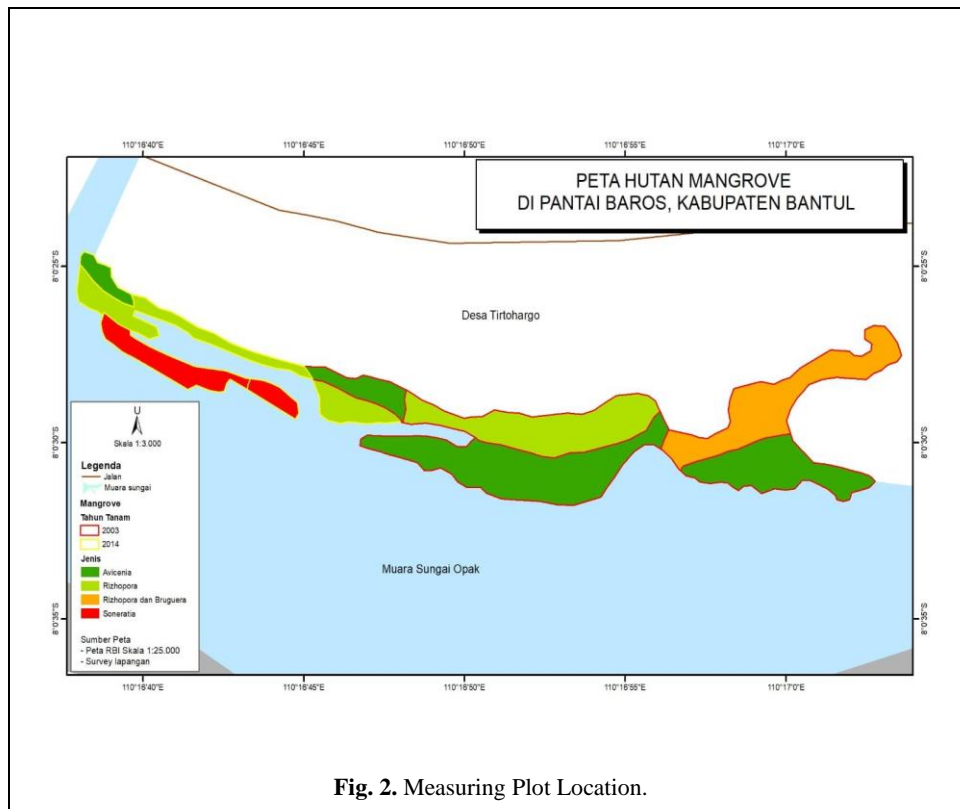 110°16'40"E 110°16'45"E 110°16'50"E 110°16'55"E 110°17'0"E
PETA HUTAN MANGROVE
DI PANTAI BAROS, KABUPATEN BANTUL
8°0'25"S 8°0'25"S
Desa Tirtohargo
8°0'30"S 8°0'30"S
Muara Sungai Opak
8°0'35"S 8°0'35"S
U
Skala 1:3.000
Legenda
Jalan
Muara sungai
Mangrove
Tahun Tanam
2003
2014
Jenis
Avicenia
Rizhopora
Rizhopora dan Bruguera
Soneratia
Sumber Peta
- Peta RBI Skala 1:25.000
- Survey lapangan
110°16'40"E 110°16'45"E 110°16'50"E 110°16'55"E 110°17'0"E
Fig. 2. Measuring Plot Location.